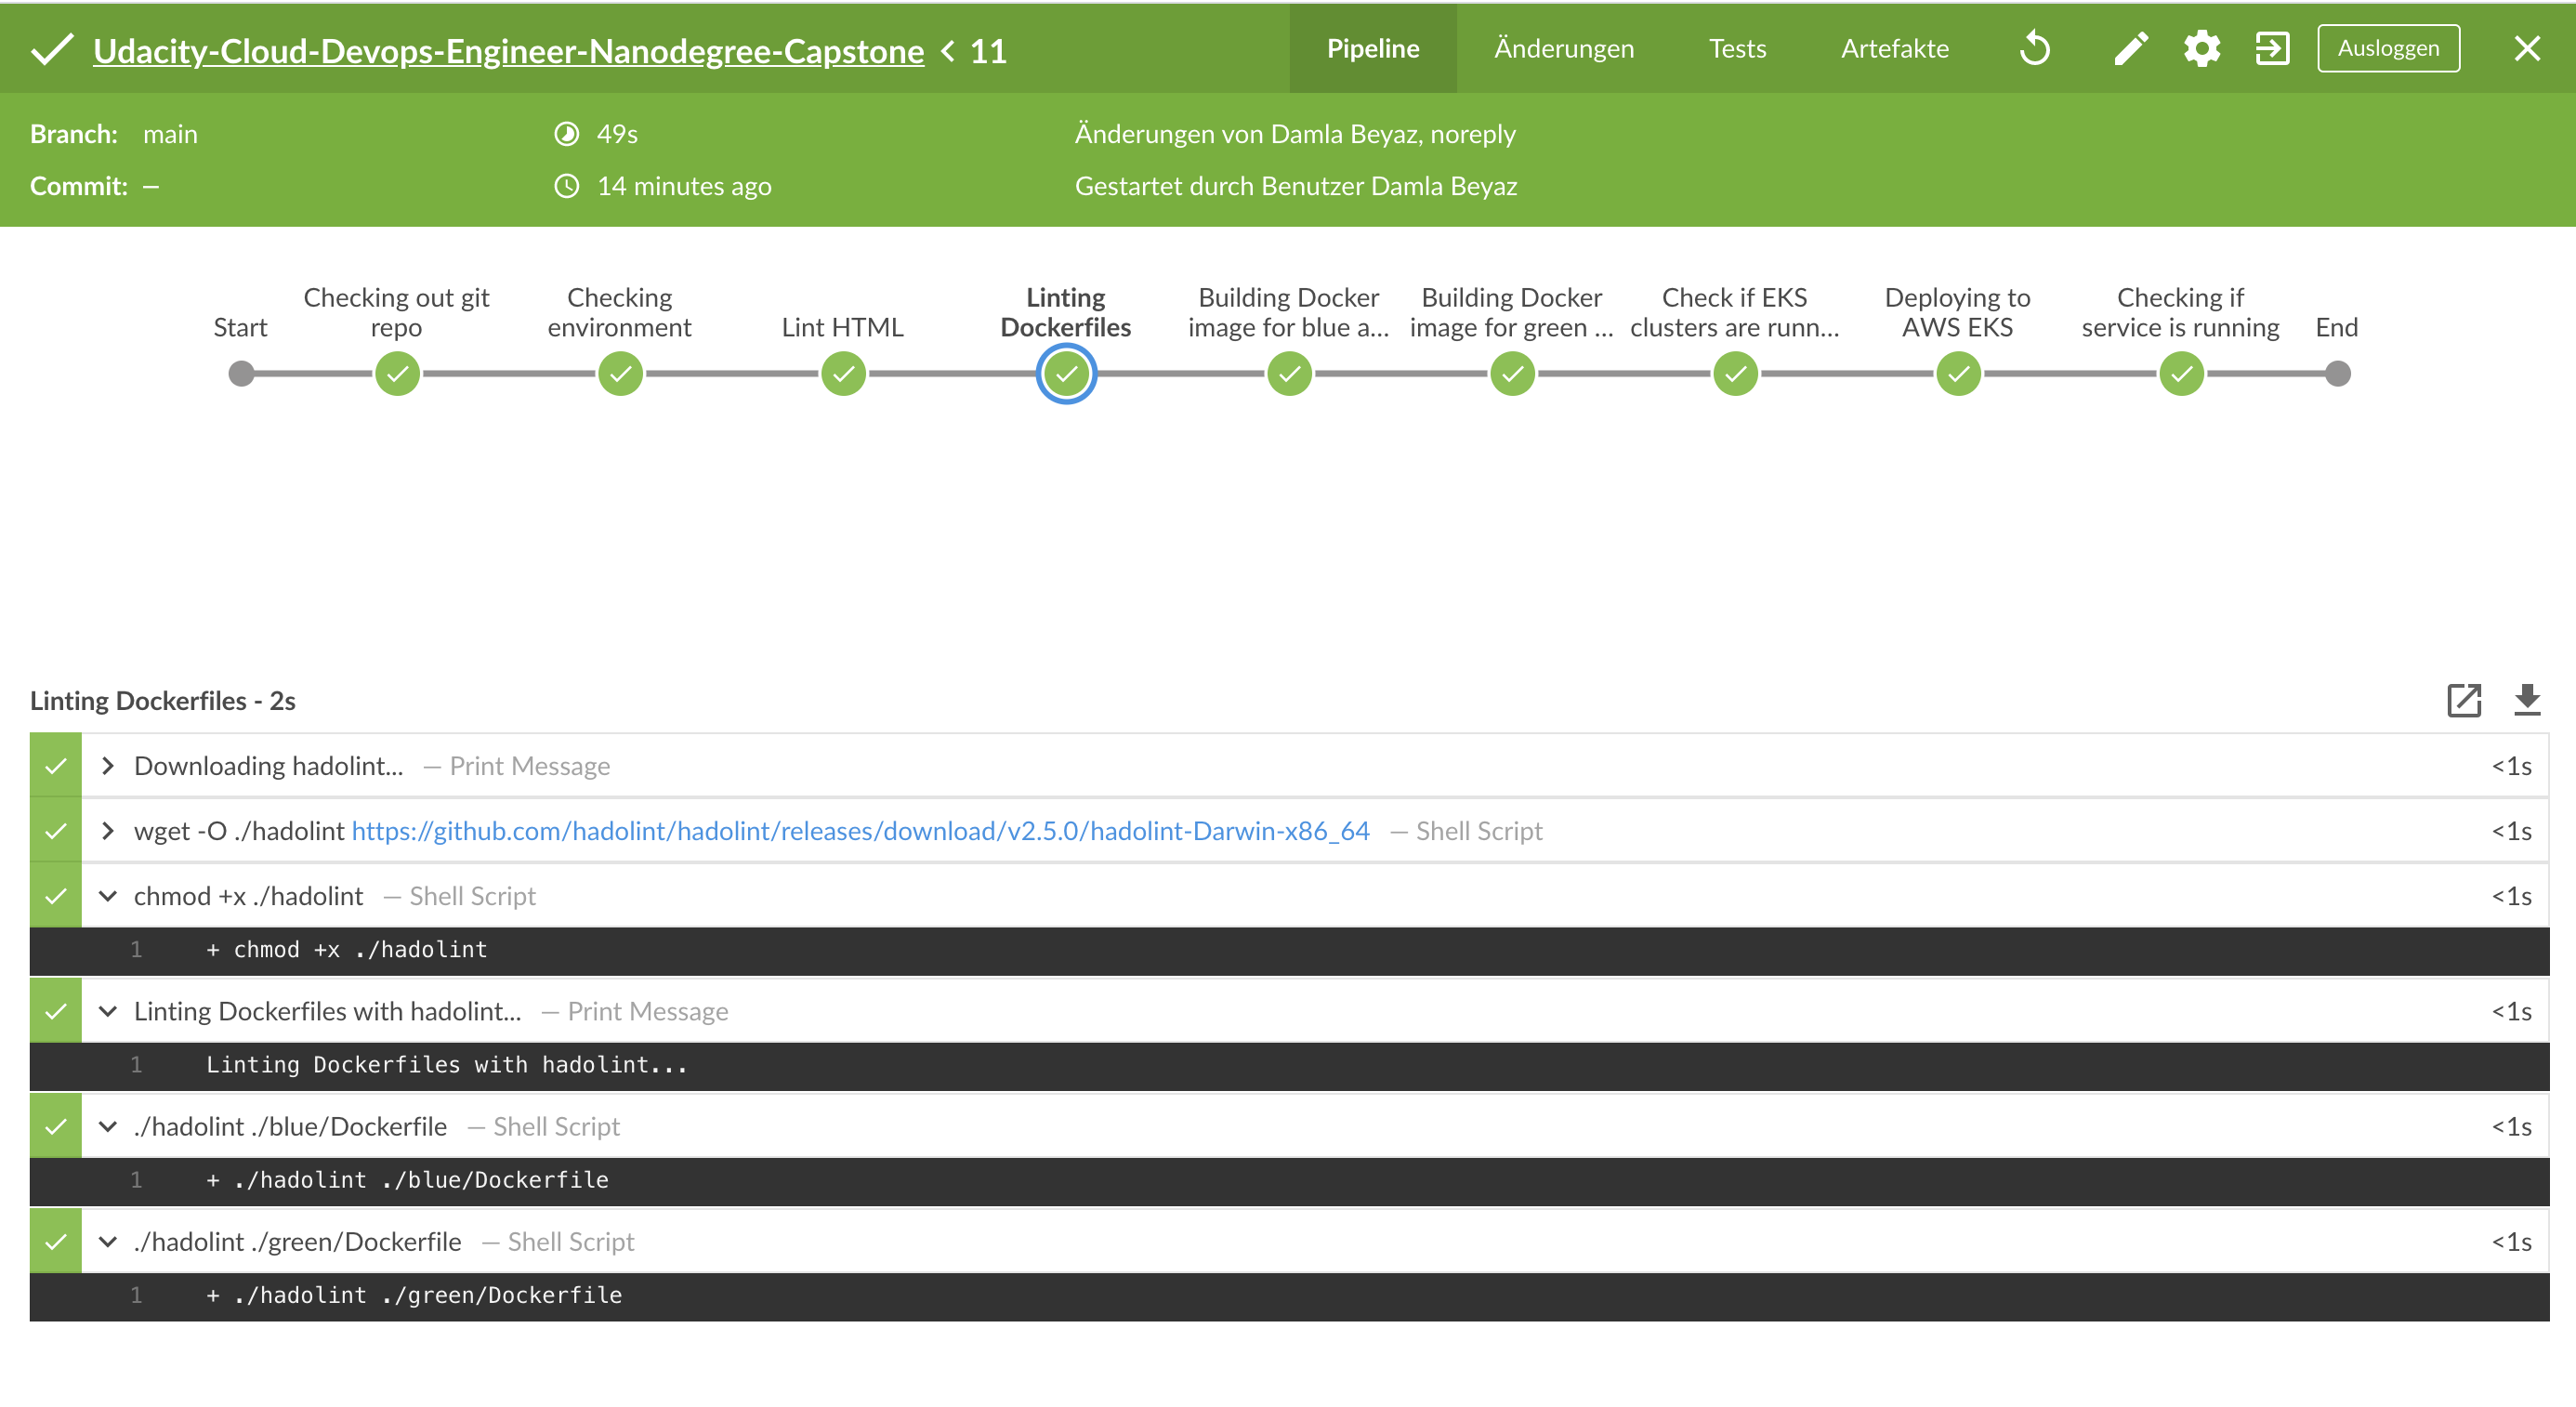 Udacity-Cloud-Devops-Engineer-Nanodegree-Capstone < 11
Pipeline
Änderungen
Tests
Artefakte
Ausloggen
Branch: main
49s
Änderungen von Damla Beyaz, noreply
Commit: —
14 minutes ago
Gestartet durch Benutzer Damla Beyaz
Start
Checking out git
repo
Checking
environment
Lint HTML
Linting
Dockerfiles
Building Docker
image for blue a...
Building Docker
image for green ...
Check if EKS
clusters are runn...
Deploying to
AWS EKS
Checking if
service is running
End
Linting Dockerfiles - 2s
Downloading hadolint... — Print Message <1s
wget -O ./hadolint https://github.com/hadolint/hadolint/releases/download/v2.5.0/hadolint-Darwin-x86_64 — Shell Script <1s
chmod +x ./hadolint — Shell Script <1s
1 + chmod +x ./hadolint
Linting Dockerfiles with hadolint... — Print Message <1s
1 Linting Dockerfiles with hadolint...
./hadolint ./blue/Dockerfile — Shell Script <1s
1 + ./hadolint ./blue/Dockerfile
./hadolint ./green/Dockerfile — Shell Script <1s
1 + ./hadolint ./green/Dockerfile